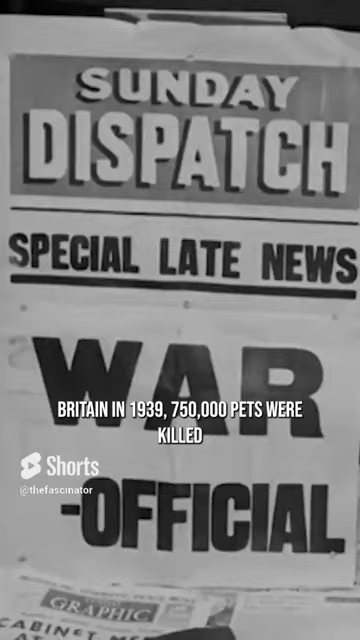 SUNDAY
DISPATCH
SPECIAL LATE NEWS
WAR
BRITAIN IN 1939, 750,000 PETS WERE
KILLED
Shorts
@thefascinator
-OFFICIAL
GRAPHIC
CABINET